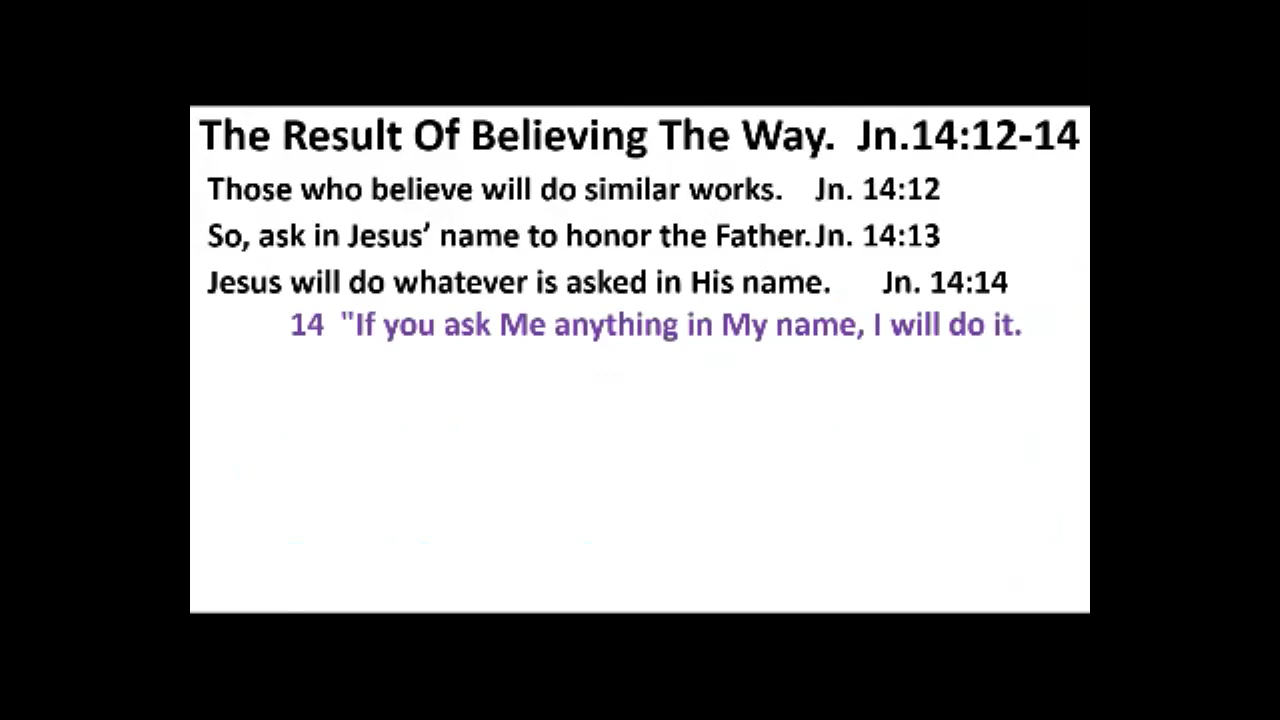 The Result Of Believing The Way. Jn.14:12-14
Those who believe will do similar works. Jn. 14:12
So, ask in Jesus’ name to honor the Father. Jn. 14:13
Jesus will do whatever is asked in His name. Jn. 14:14
14 "If you ask Me anything in My name, I will do it.